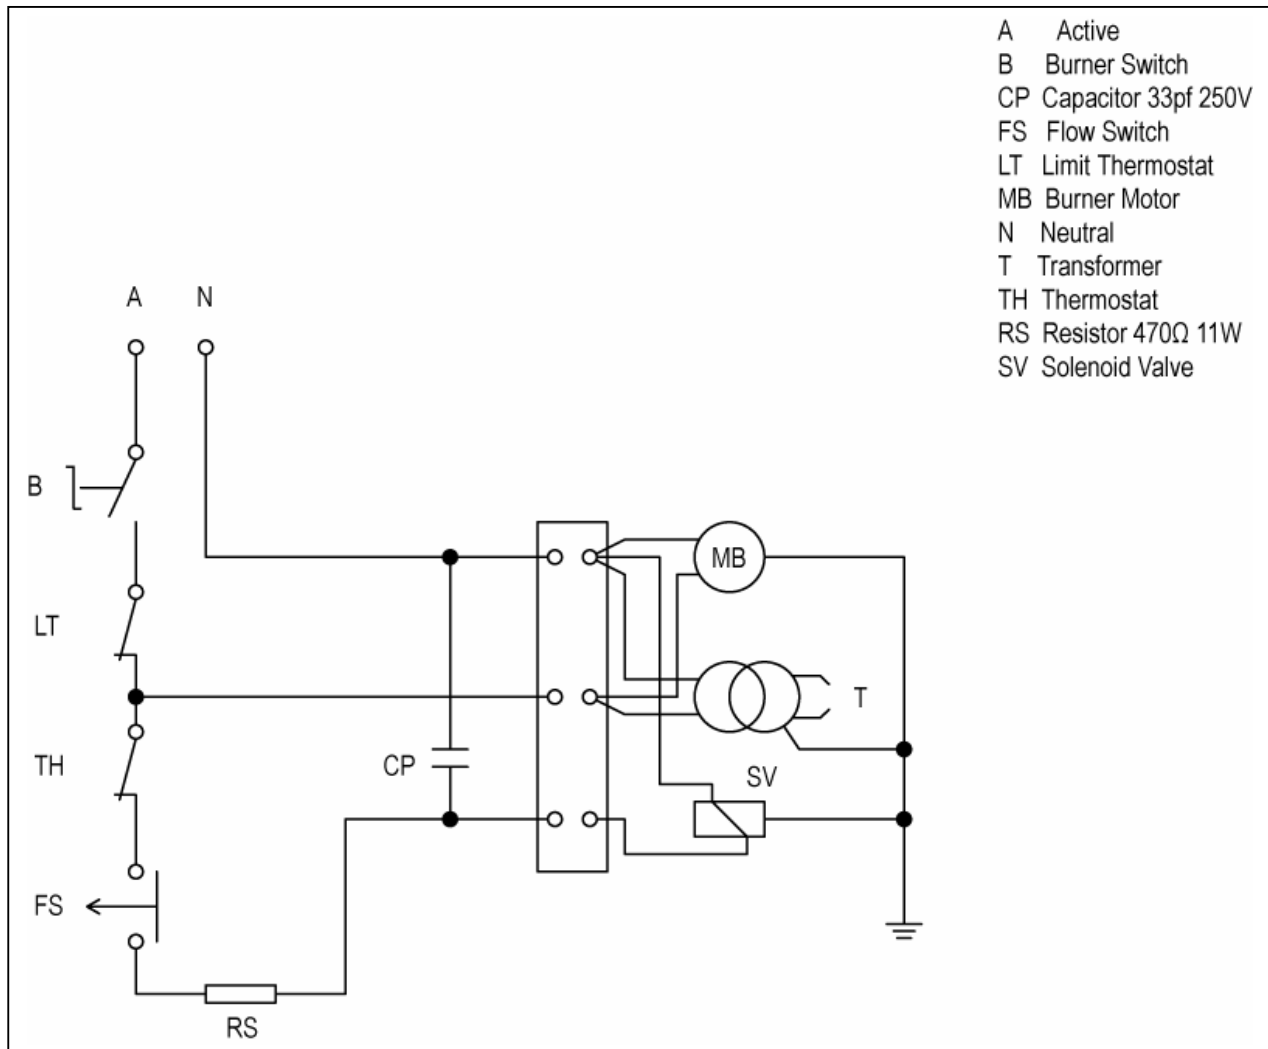 A Active
B Burner Switch
CP Capacitor 33pf 250V
FS Flow Switch
LT Limit Thermostat
MB Burner Motor
N Neutral
T Transformer
TH Thermostat
RS Resistor 470Ω 11W
SV Solenoid Valve
A N
B
MB
LT
T
TH
CP
SV
FS
RS